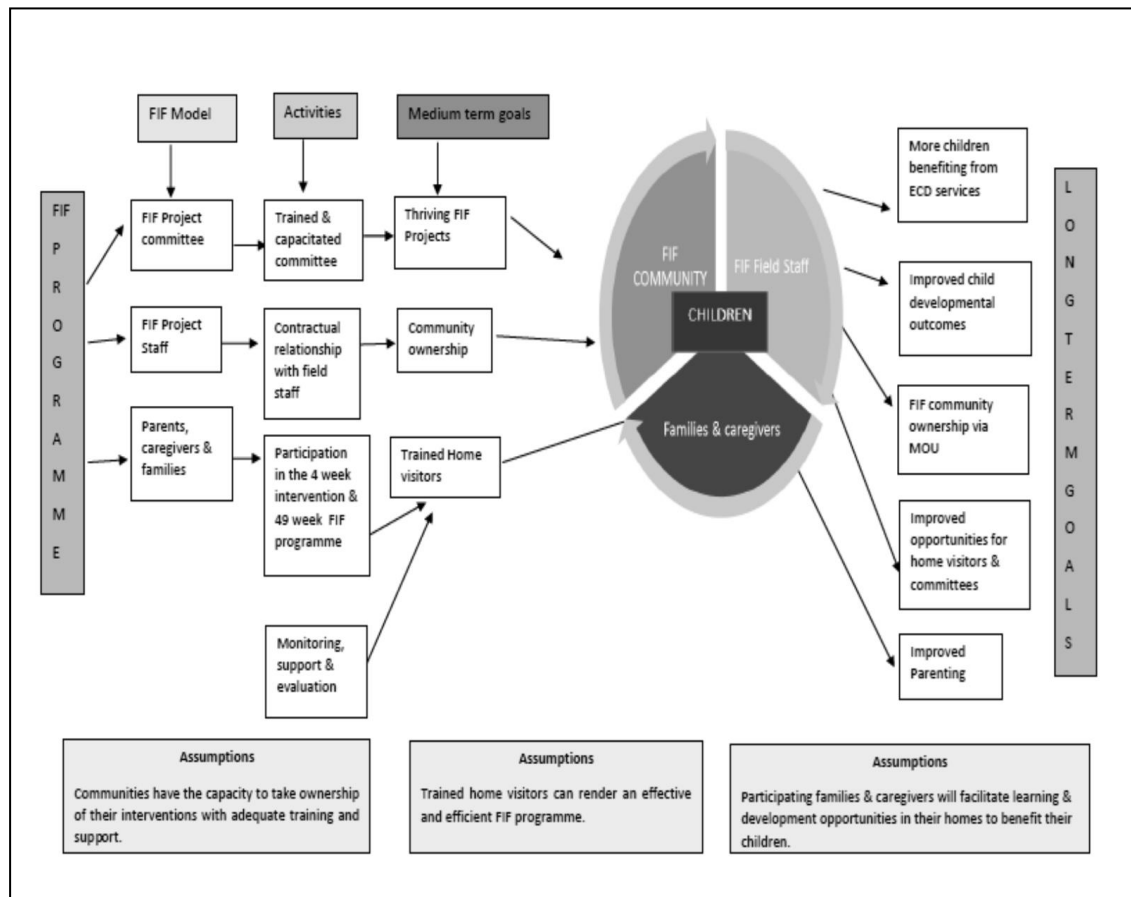 FIF Model
Activities
Medium term goals
FIF
P
R
O
G
R
A
M
M
E
FIF Project
committee
Trained &
capacitated
committee
Thriving FIF
Projects
FIF Project
Staff
Contractual
relationship
with field
staff
Community
ownership
Parents,
caregivers &
families
Participation
in the 4 week
intervention &
49 week FIF
programme
Trained Home
visitors
Monitoring,
support &
evaluation
FIF
COMMUNITY
FIF Field Staff
CHILDREN
Families & caregivers
More children
benefiting from
ECD services
Improved child
developmental
outcomes
FIF community
ownership via
MOU
Improved
opportunities for
home visitors &
committees
Improved
Parenting
L
O
N
G
T
E
R
M
G
O
A
L
S
Assumptions
Communities have the capacity to take ownership
of their interventions with adequate training and
support.
Assumptions
Trained home visitors can render an effective
and efficient FIF programme.
Assumptions
Participating families & caregivers will facilitate learning &
development opportunities in their homes to benefit their
children.